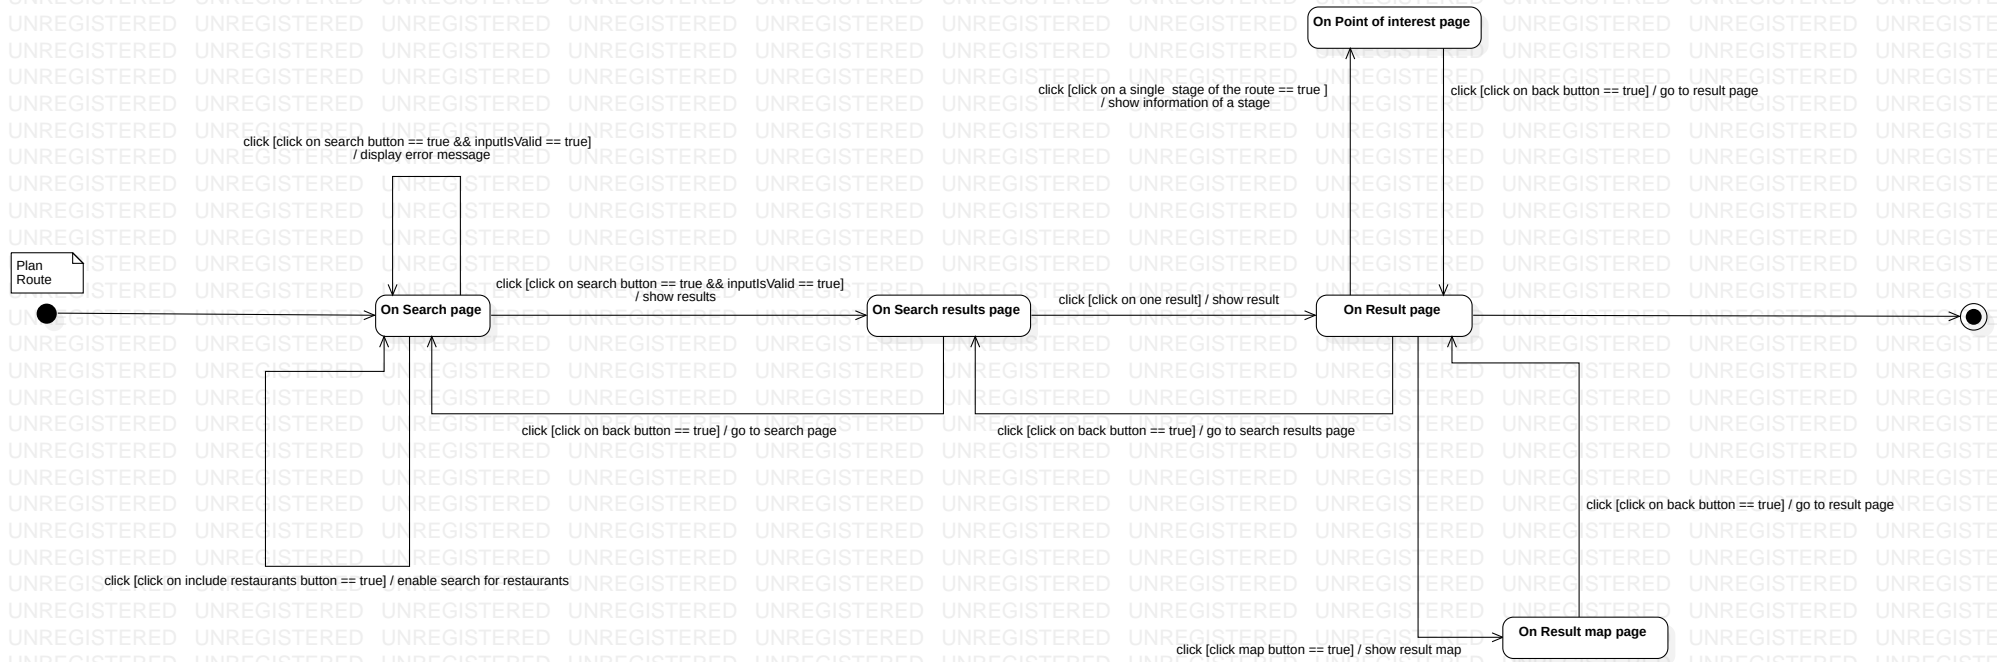 On Point of interest page
click [click on a single  stage of the route == true ]
/ show information of a stage
click [click on back button == true] / go to result page
click [click on search button == true && inputIsValid == true]
/ display error message
Plan
Route
click [click on search button == true && inputIsValid == true]
/ show results
click [click on one result] / show result
On Search page
On Search results page
On Result page
click [click on back button == true] / go to search page
click [click on back button == true] / go to search results page
click [click on back button == true] / go to result page
click [click on include restaurants button == true] / enable search for restaurants
On Result map page
click [click map button == true] / show result map
UNREGISTERED